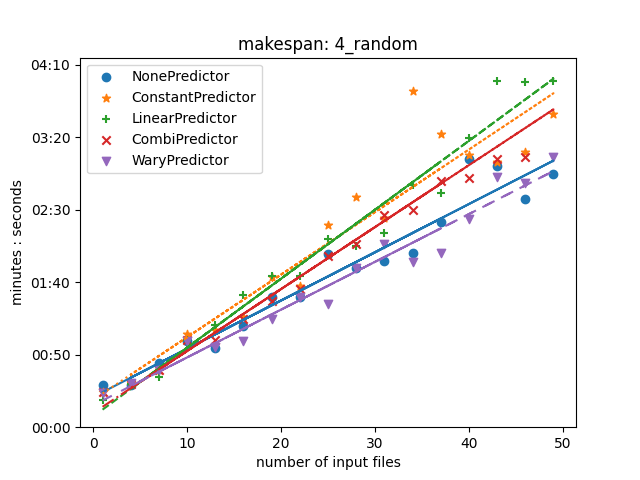 makespan: 4_random
04:10
03:20
02:30
01:40
00:50
00:00
minutes : seconds
NonePredictor
ConstantPredictor
LinearPredictor
CombiPredictor
WaryPredictor
0 10 20 30 40 50
number of input files